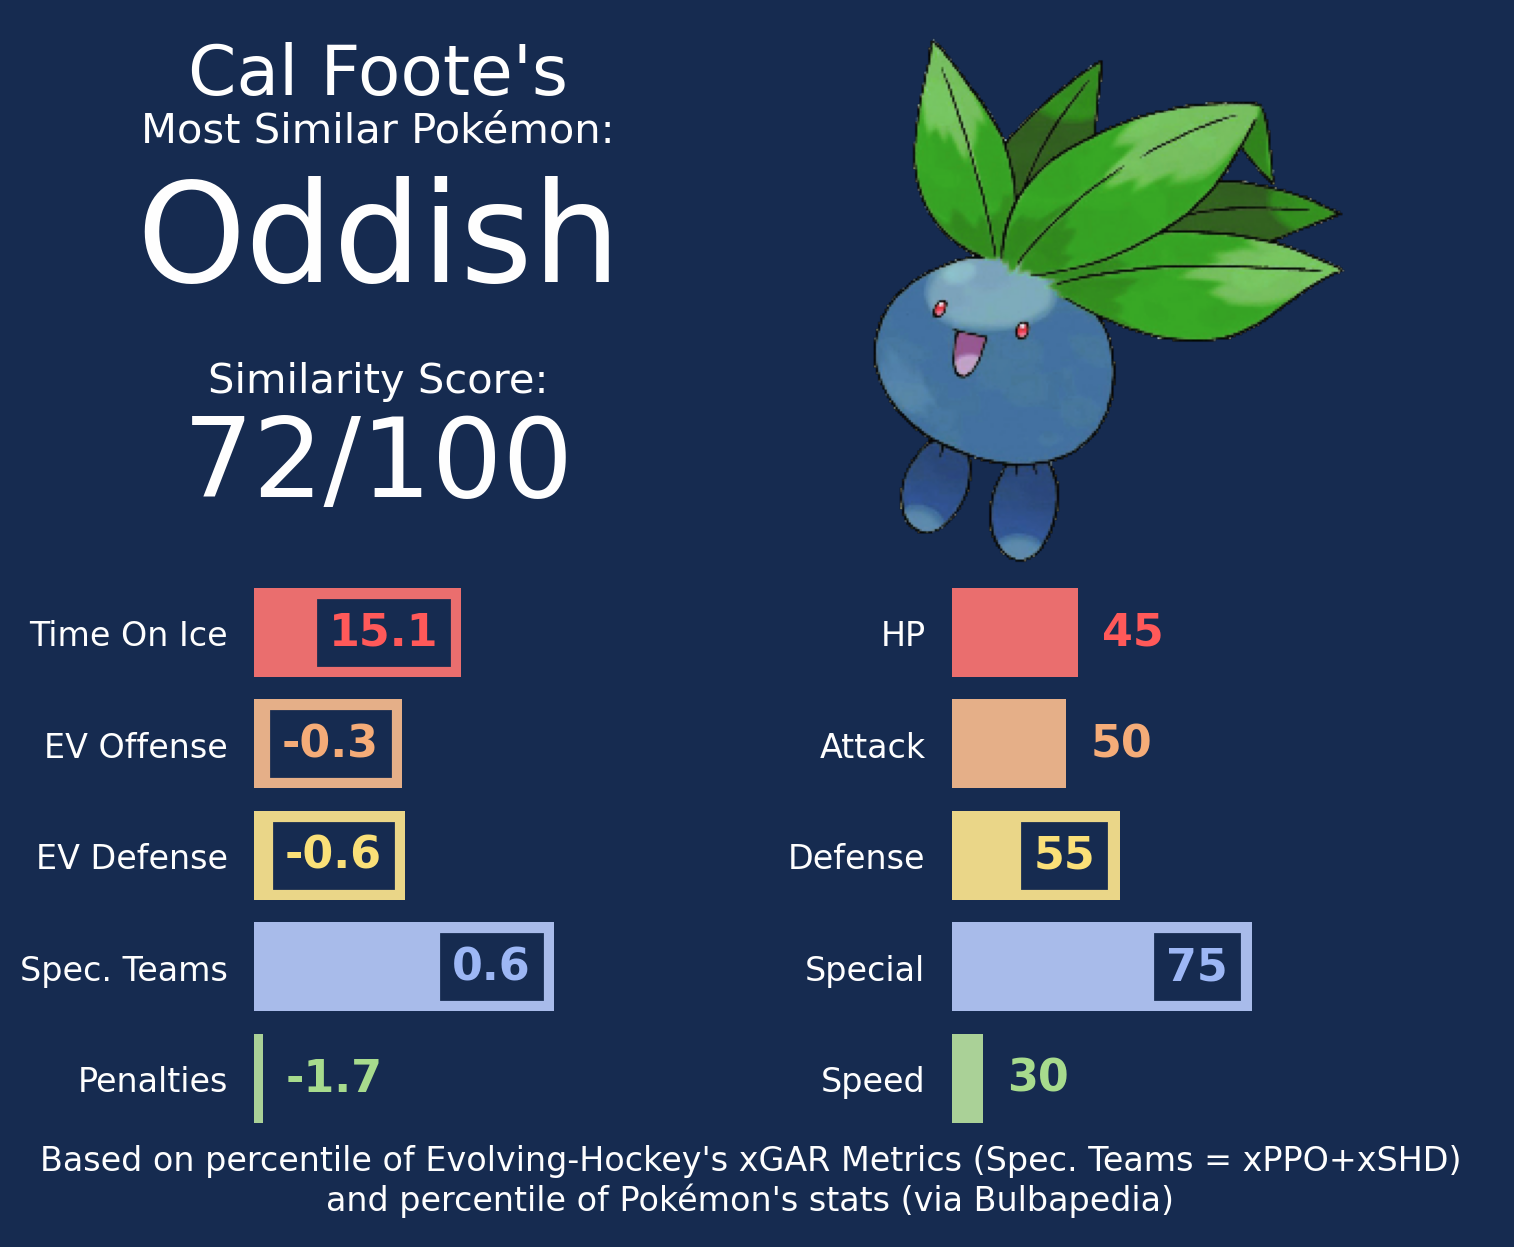 Cal Foote's
Most Similar Pokémon:
Oddish
Similarity Score:
72/100
Time On Ice 15.1
EV Offense -0.3
EV Defense -0.6
Spec. Teams 0.6
Penalties -1.7
HP 45
Attack 50
Defense 55
Special 75
Speed 30
Based on percentile of Evolving-Hockey's xGAR Metrics (Spec. Teams = xPPO+xSHD)
and percentile of Pokémon's stats (via Bulbapedia)